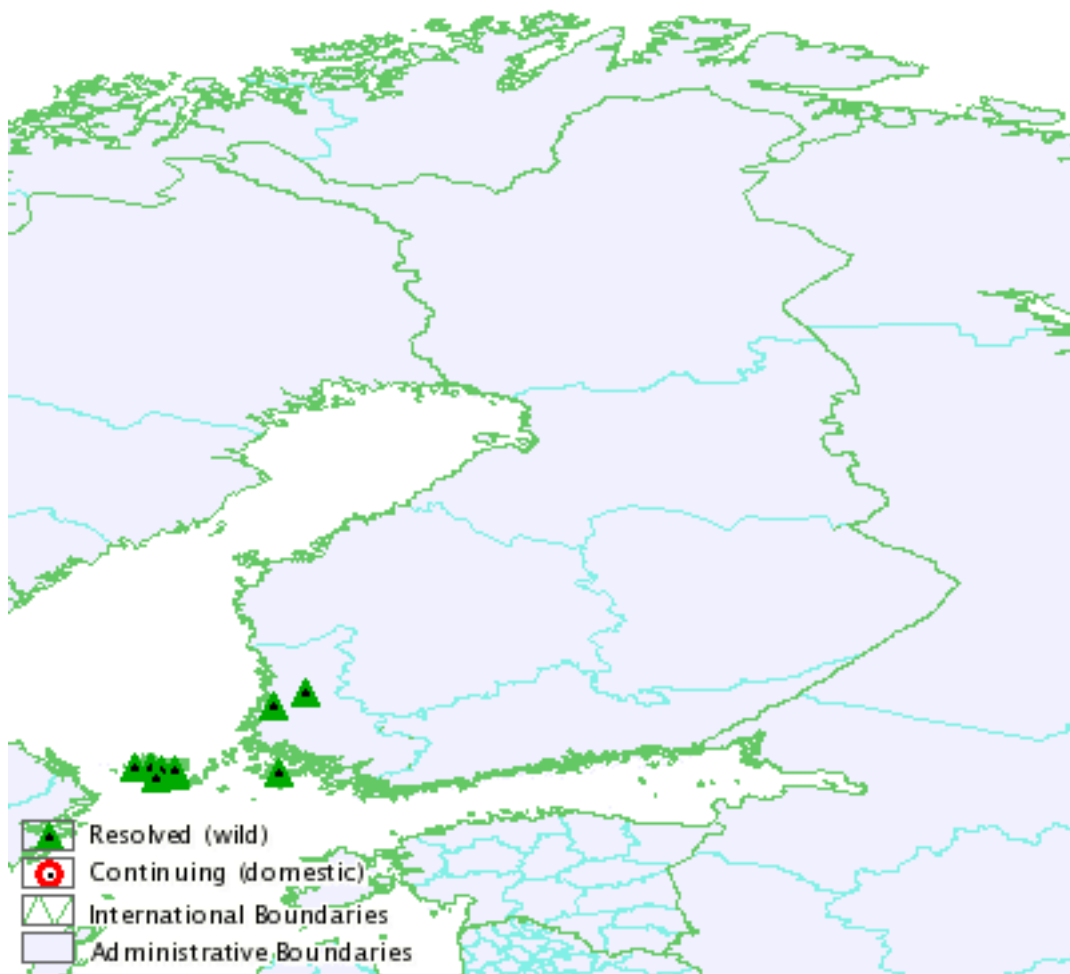 Resolved (wild)
Continuing (domestic)
International Boundaries
Administrative Boundaries